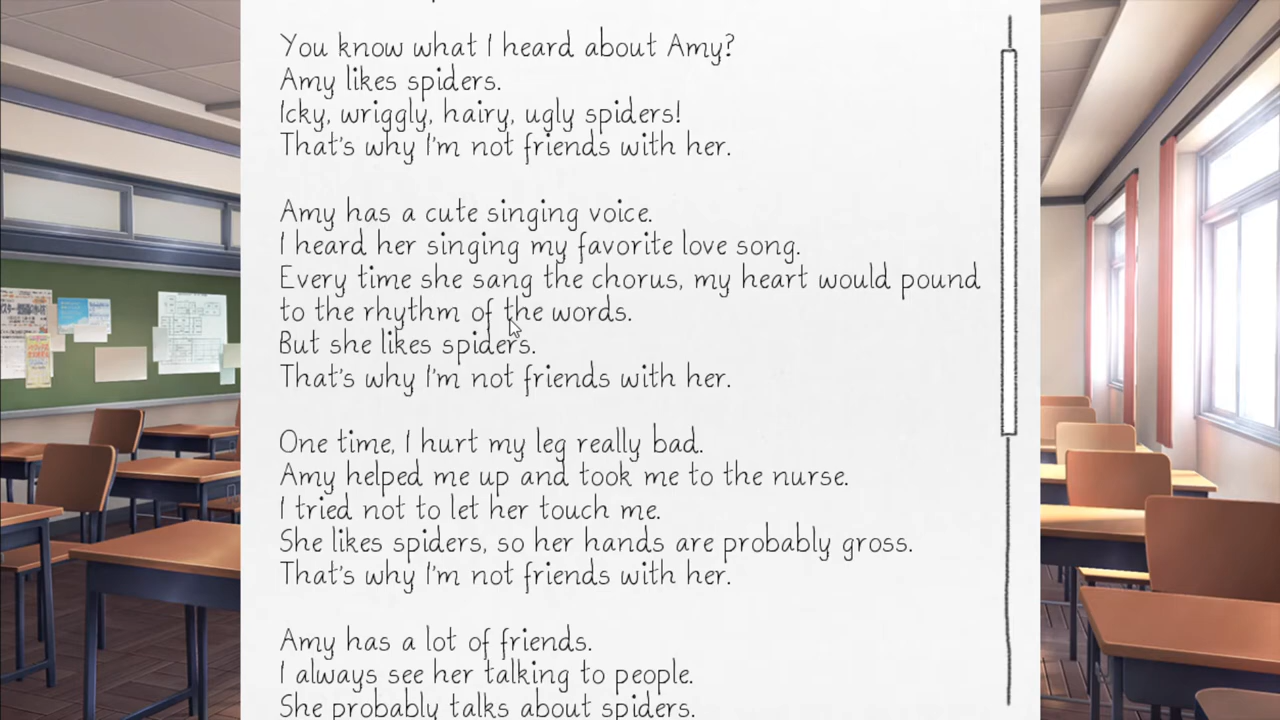 You know what I heard about Amy?
Amy likes spiders.
Icky, wriggly, hairy, ugly spiders!
That's why I'm not friends with her.
Amy has a cute singing voice.
I heard her singing my favorite love song.
Every time she sang the chorus, my heart would pound
to the rhythm of the words.
But she likes spiders.
That's why I'm not friends with her.
One time, I hurt my leg really bad.
Amy helped me up and took me to the nurse.
I tried not to let her touch me.
She likes spiders, so her hands are probably gross.
That's why I'm not friends with her.
Amy has a lot of friends.
I always see her talking to people.
She probably talks about spiders.